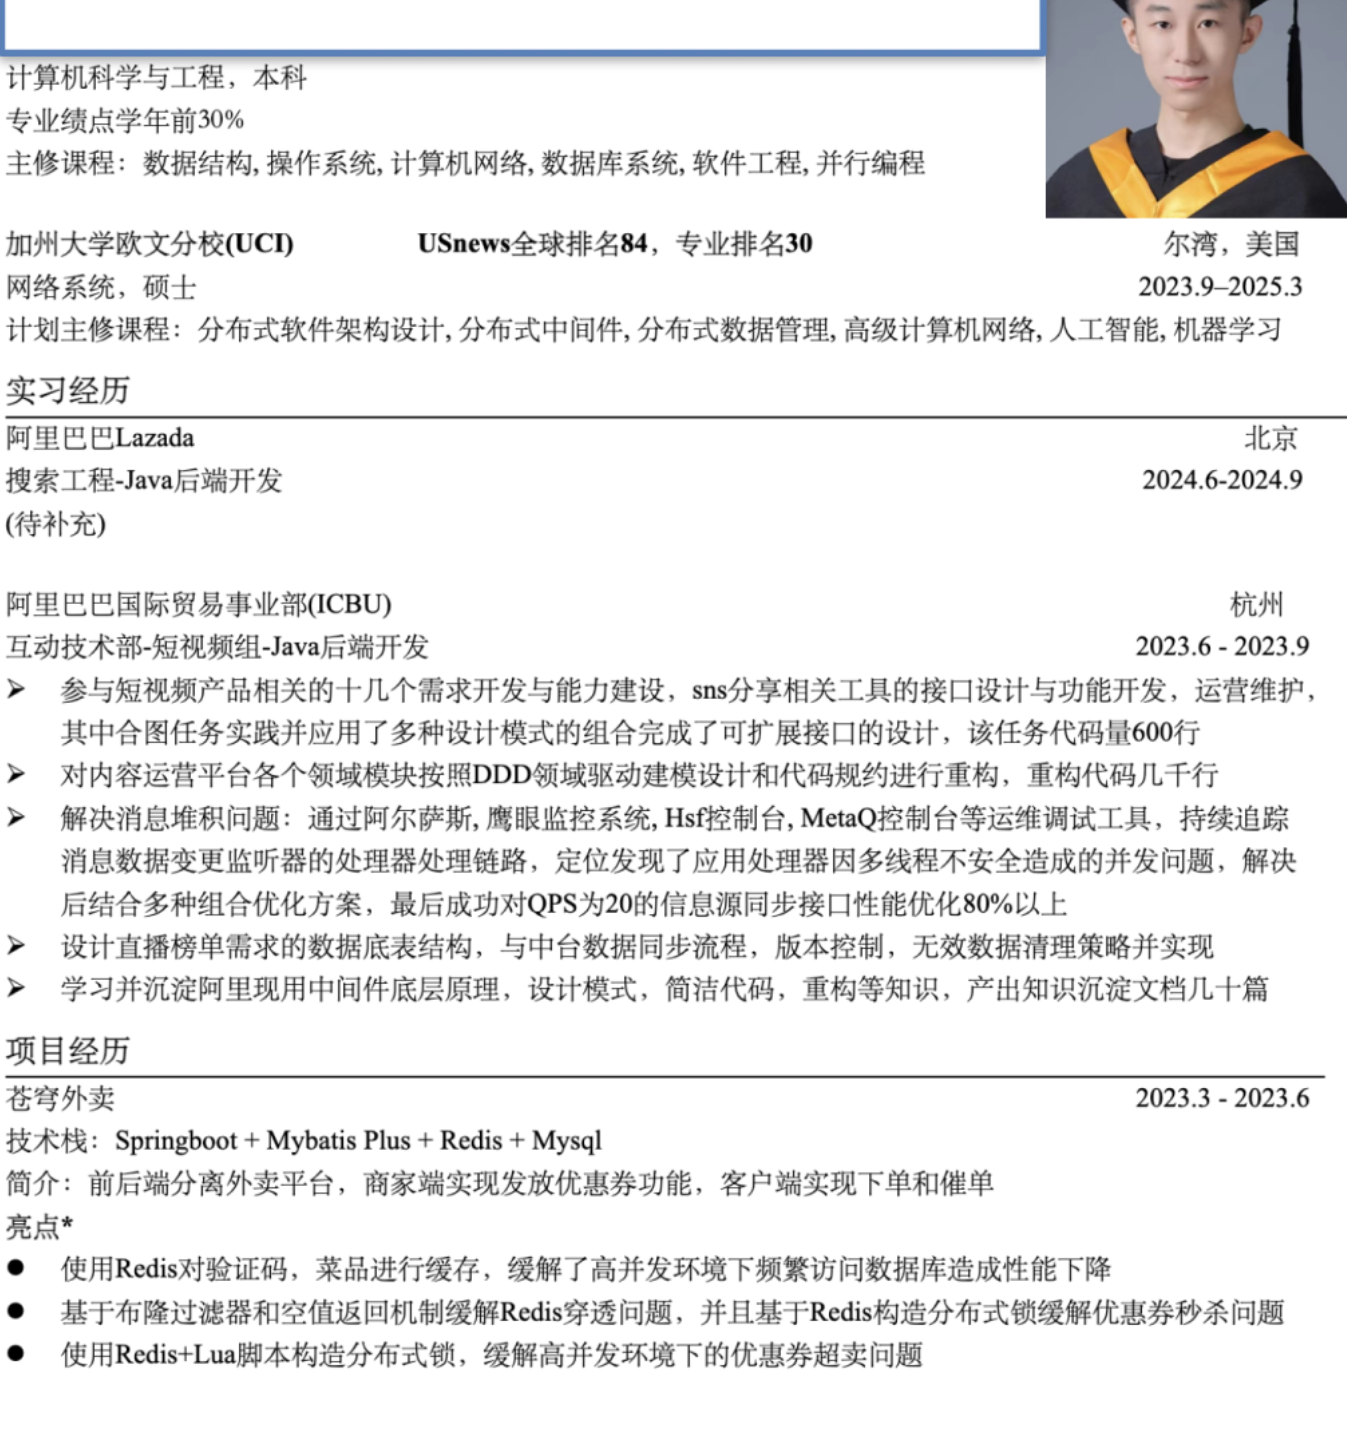 计算机科学与工程，本科
专业绩点学年前30%
主修课程：数据结构, 操作系统, 计算机网络, 数据库系统, 软件工程, 并行编程
加州大学欧文分校(UCI) USnews全球排名84，专业排名30 尔湾，美国
网络系统，硕士 2023.9–2025.3
计划主修课程：分布式软件架构设计, 分布式中间件, 分布式数据管理, 高级计算机网络, 人工智能, 机器学习
实习经历
阿里巴巴Lazada 北京
搜索工程-Java后端开发 2024.6-2024.9
(待补充)
阿里巴巴国际贸易事业部(ICBU) 杭州
互动技术部-短视频组-Java后端开发 2023.6 - 2023.9
➢ 参与短视频产品相关的十几个需求开发与能力建设，sns分享相关工具的接口设计与功能开发，运营维护，
其中合图任务实践并应用了多种设计模式的组合完成了可扩展接口的设计，该任务代码量600行
➢ 对内容运营平台各个领域模块按照DDD领域驱动建模设计和代码规约进行重构，重构代码几千行
➢ 解决消息堆积问题：通过阿尔萨斯, 鹰眼监控系统, Hsf控制台, MetaQ控制台等运维调试工具，持续追踪
消息数据变更监听器的处理器处理链路，定位发现了应用处理器因多线程不安全造成的并发问题，解决
后结合多种组合优化方案，最后成功对QPS为20的信息源同步接口性能优化80%以上
➢ 设计直播榜单需求的数据底表结构，与中台数据同步流程，版本控制，无效数据清理策略并实现
➢ 学习并沉淀阿里现用中间件底层原理，设计模式，简洁代码，重构等知识，产出知识沉淀文档几十篇
项目经历
苍穹外卖 2023.3 - 2023.6
技术栈：Springboot + Mybatis Plus + Redis + Mysql
简介：前后端分离外卖平台，商家端实现发放优惠券功能，客户端实现下单和催单
亮点*
● 使用Redis对验证码，菜品进行缓存，缓解了高并发环境下频繁访问数据库造成性能下降
● 基于布隆过滤器和空值返回机制缓解Redis穿透问题，并且基于Redis构造分布式锁缓解优惠券秒杀问题
● 使用Redis+Lua脚本构造分布式锁，缓解高并发环境下的优惠券超卖问题